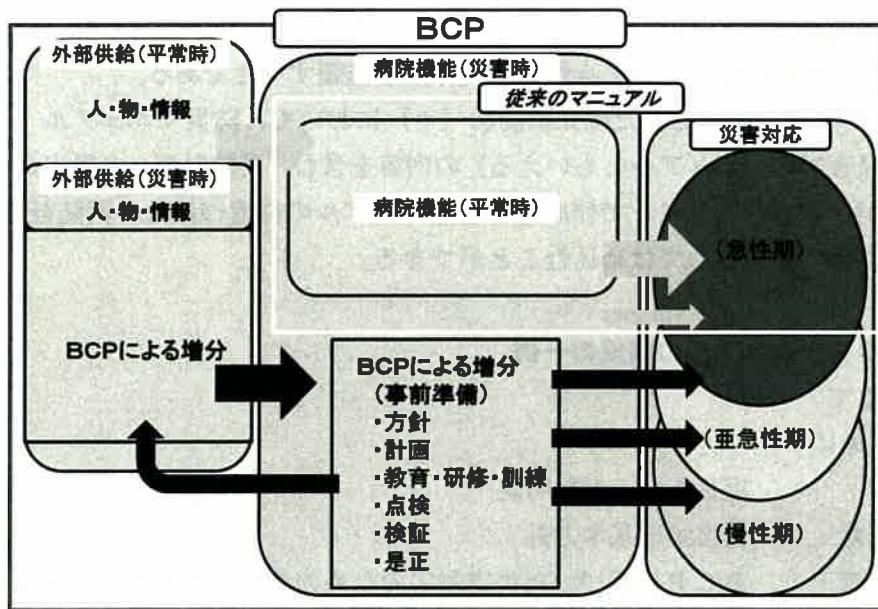 BCP
外部供給(平常時)
人・物・情報
外部供給(災害時)
人・物・情報
BCPによる増分
病院機能(災害時)
従来のマニュアル
病院機能(平常時)
BCPによる増分
(事前準備)
・方針
・計画
・教育・研修・訓練
・点検
・検証
・是正
災害対応
(急性期)
(亜急性期)
(慢性期)